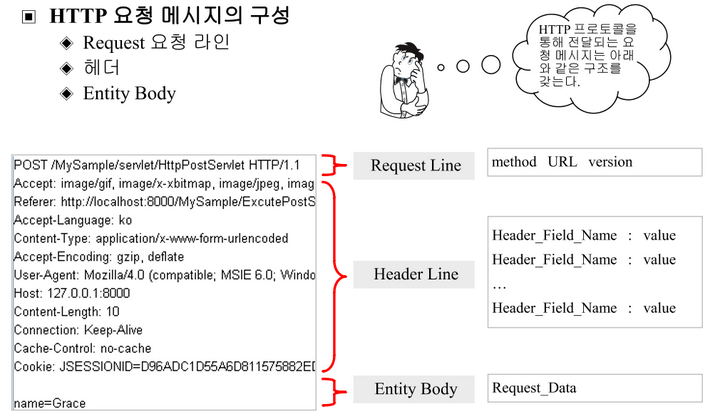 HTTP 요청 메시지의 구성
Request 요청 라인
헤더
Entity Body
HTTP 프로토콜을
통해 전달되는 요
청 메시지는 아래
와 같은 구조를
갖는다.
POST /MySample/servlet/HttpPostServlet HTTP/1.1
Accept: image/gif, image/x-xbitmap, image/jpeg, imag
Referer: http://localhost:8000/MySample/ExcutePostS
Accept-Language: ko
Content-Type: application/x-www-form-urlencoded
Accept-Encoding: gzip, deflate
User-Agent: Mozilla/4.0 (compatible; MSIE 6.0; Windo
Host: 127.0.0.1:8000
Content-Length: 10
Connection: Keep-Alive
Cache-Control: no-cache
Cookie: JSESSIONID=D96ADC1D55A6D811575882ED
name=Grace
Request Line
method URL version
Header Line
Header_Field_Name : value
Header_Field_Name : value
…
Header_Field_Name : value
Entity Body
Request_Data